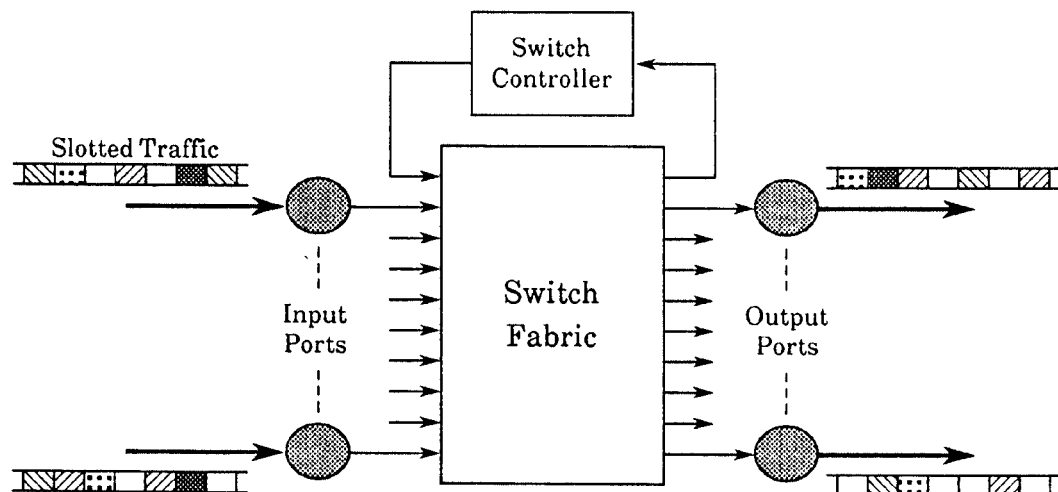 Switch
Controller
Slotted Traffic
Input
Ports
Switch
Fabric
Output
Ports